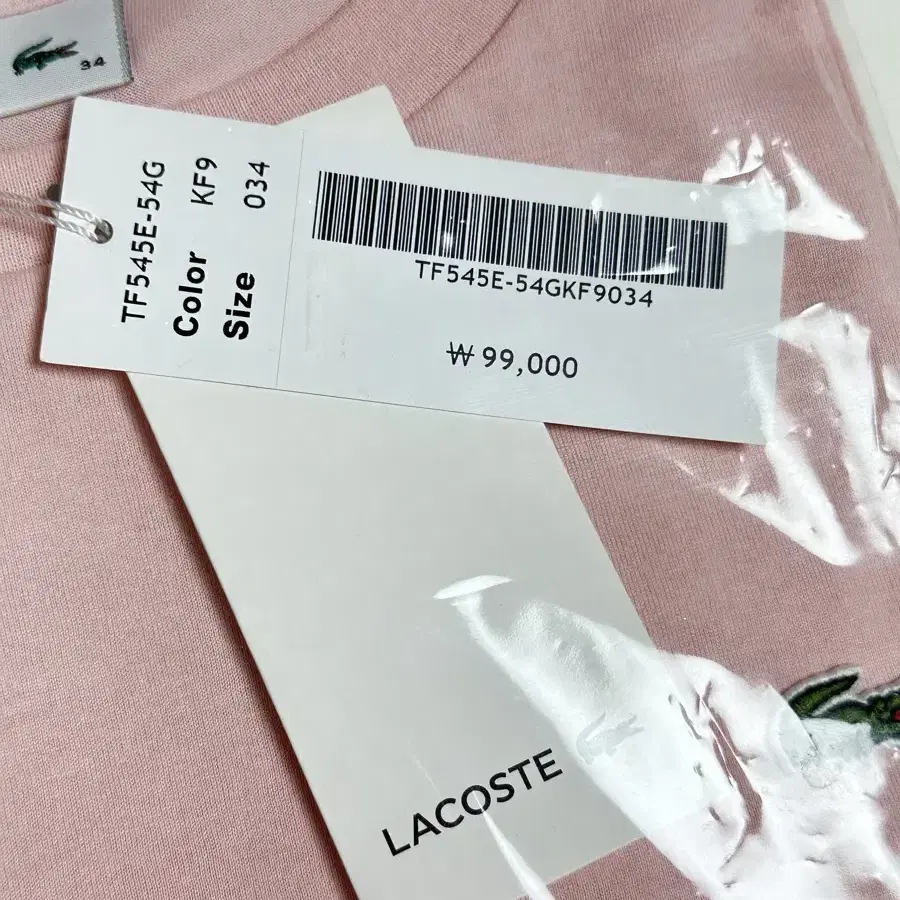 34
TF545E-54G
Color KF9
Size 034
TF545E-54GKF9034
₩ 99,000
LACOSTE